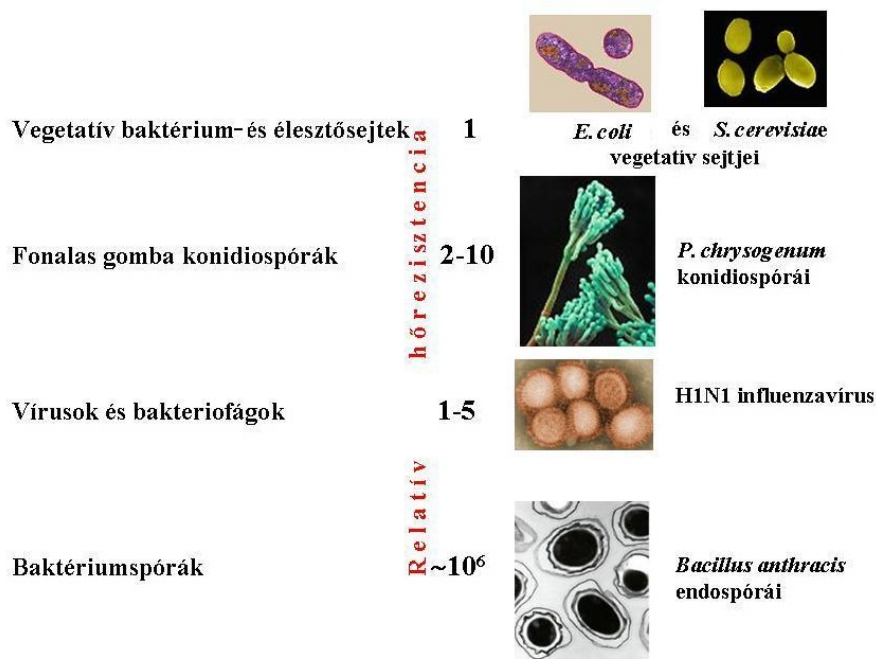 Vegetatív baktérium- és élesztősejtek 1 E. coli és S. cerevisiae
vegetatív sejtjei
Relatív hőrezisztencia
Fonalas gomba konidiospórák 2-10 P. chrysogenum
konidiospórái
Vírusok és bakteriofágok 1-5 H1N1 influenzavírus
Baktériumspórák ~10⁶ Bacillus anthracis
endospórái